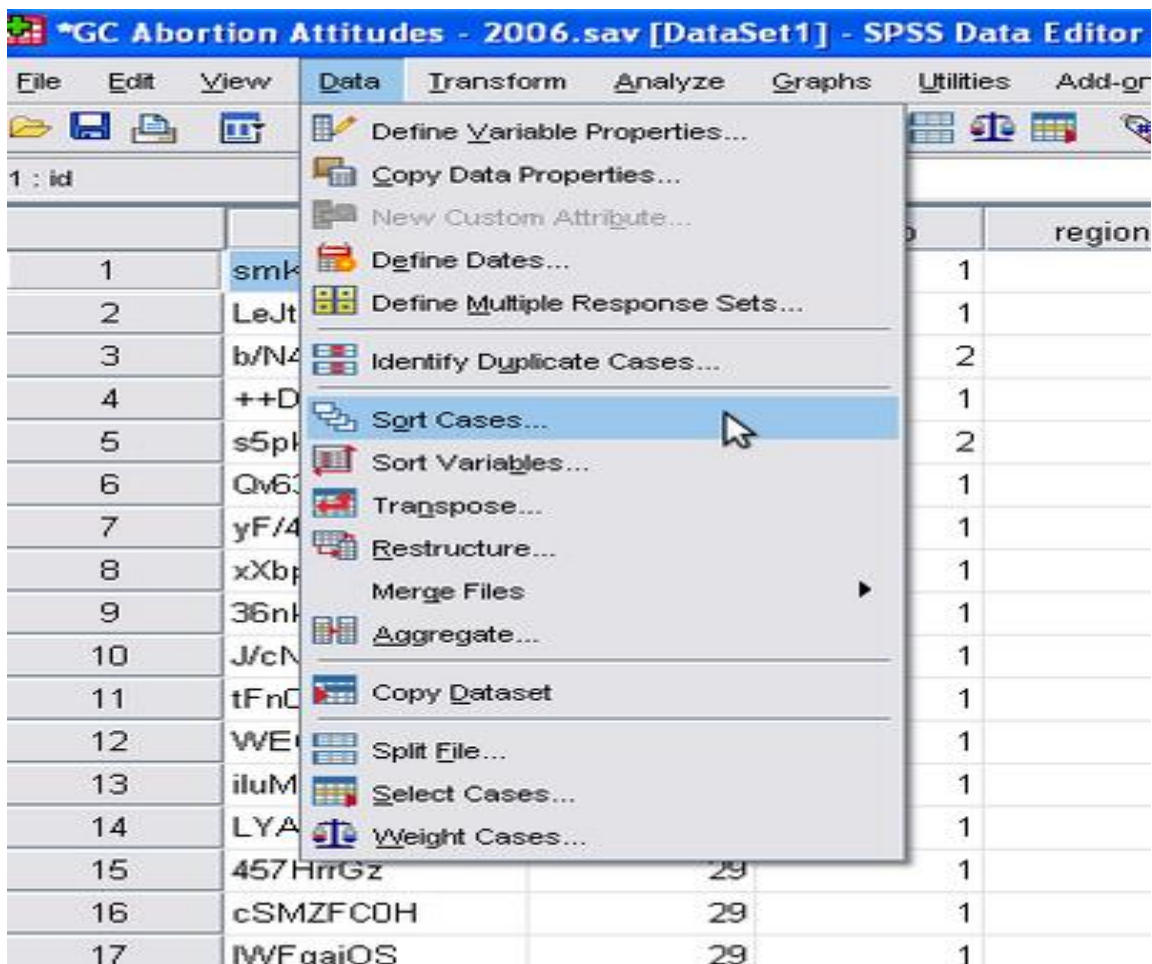 *GC Abortion Attitudes - 2006.sav [DataSet1] - SPSS Data Editor
File Edit View Data Transform Analyze Graphs Utilities Add-on
1 : id
region
Define Variable Properties...
Copy Data Properties...
New Custom Attribute...
Define Dates...
Define Multiple Response Sets...
Identify Duplicate Cases...
Sort Cases...
Sort Variables...
Transpose...
Restructure...
Merge Files
Aggregate...
Copy Dataset
Split File...
Select Cases...
Weight Cases...
1 smk 1
2 LeJt 1
3 b/N4 2
4 ++D 1
5 s5pk 2
6 Qv63 1
7 yF/4 1
8 xXbp 1
9 36nk 1
10 J/cN 1
11 1
12 1
13 iluM 1
14 LYA 1
15 457HrrGz 29 1
16 cSMZFC0H 29 1
17 29 1